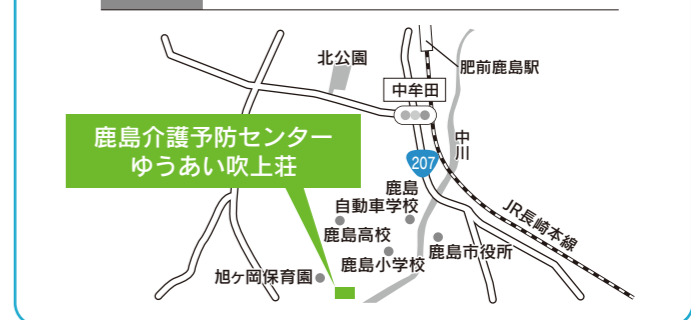 北公園
肥前鹿島駅
中牟田
鹿島介護予防センター
ゆうあい吹上荘
中川
207
鹿島
自動車学校
JR長崎本線
鹿島高校
鹿島市役所
鹿島小学校
旭ヶ岡保育園